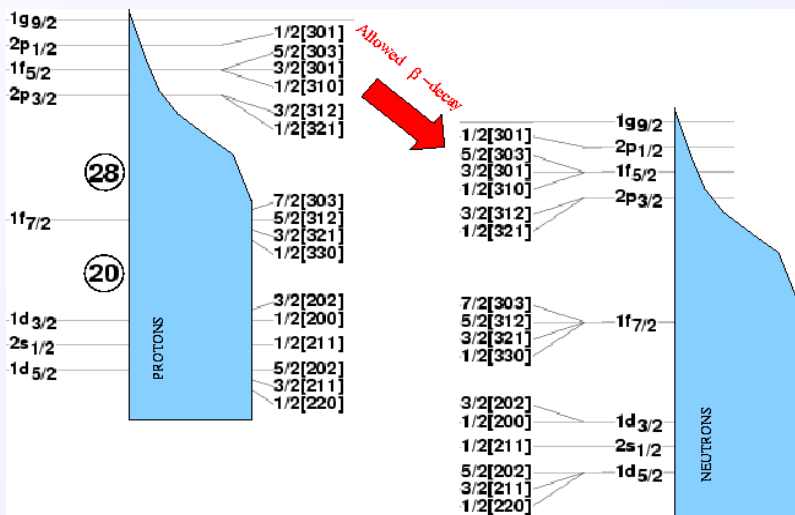 1g9/2
2p1/2
1f5/2
2p3/2
28
1f7/2
20
1d3/2
2s1/2
1d5/2
PROTONS
1/2[301]
5/2[303]
3/2[301]
1/2[310]
3/2[312]
1/2[321]
7/2[303]
5/2[312]
3/2[321]
1/2[330]
3/2[202]
1/2[200]
1/2[211]
5/2[202]
3/2[211]
1/2[220]
Allowed β-decay
1/2[301]
5/2[303]
3/2[301]
1/2[310]
3/2[312]
1/2[321]
7/2[303]
5/2[312]
3/2[321]
1/2[330]
3/2[202]
1/2[200]
1/2[211]
5/2[202]
3/2[211]
1/2[220]
1g9/2
2p1/2
1f5/2
2p3/2
1f7/2
1d3/2
2s1/2
1d5/2
NEUTRONS